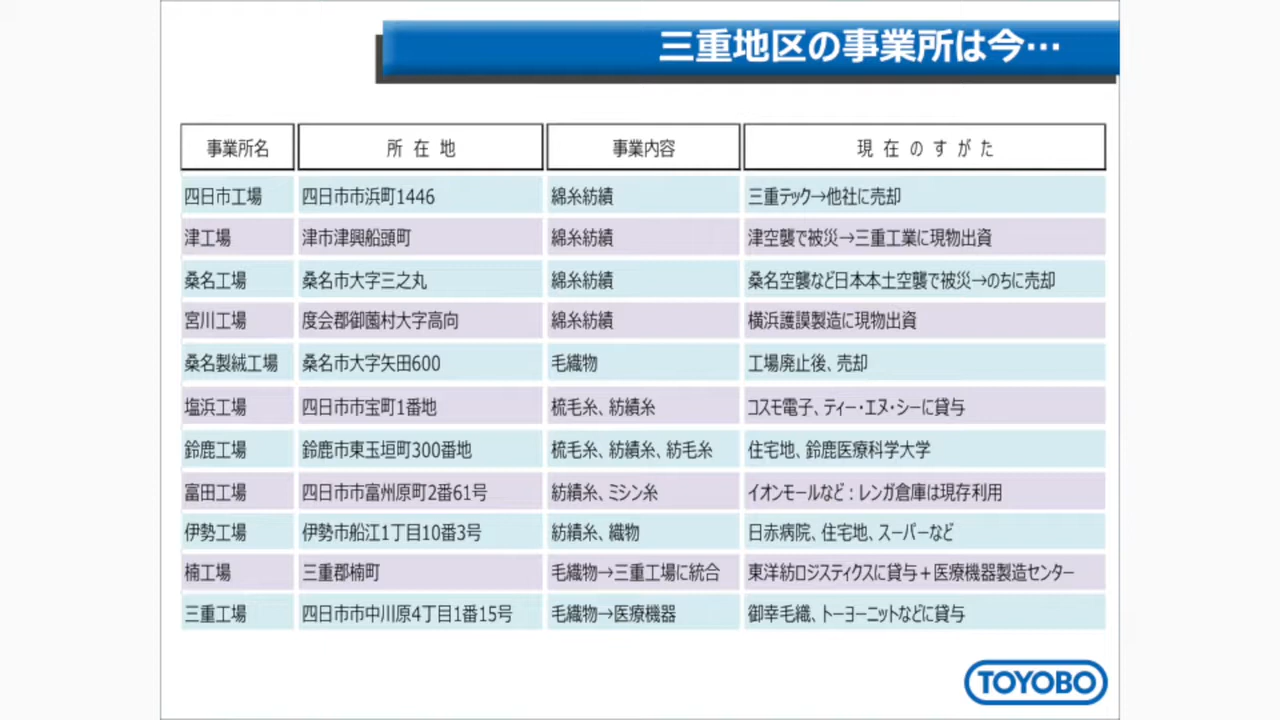 三重地区の事業所は今…
事業所名 所在地 事業内容 現在のすがた
四日市工場 四日市市浜町1446 綿糸紡績 三重テック→他社に売却
津工場 津市津興船頭町 綿糸紡績 津空襲で被災→三重工業に現物出資
桑名工場 桑名市大字三之丸 綿糸紡績 桑名空襲など日本本土空襲で被災→のちに売却
宮川工場 度会郡御薗村大字高向 綿糸紡績 横浜護謨製造に現物出資
桑名製絨工場 桑名市大字矢田600 毛織物 工場廃止後、売却
塩浜工場 四日市市宝町1番地 梳毛糸、紡績糸 コスモ電子、ティー・エヌ・シーに貸与
鈴鹿工場 鈴鹿市東玉垣町300番地 梳毛糸、紡績糸、紡毛糸 住宅地、鈴鹿医療科学大学
富田工場 四日市市富州原町2番61号 紡績糸、ミシン糸 イオンモールなど：レンガ倉庫は現存利用
伊勢工場 伊勢市船江1丁目10番3号 紡績糸、織物 日赤病院、住宅地、スーパーなど
楠工場 三重郡楠町 毛織物→三重工場に統合 東洋紡ロジスティクスに貸与＋医療機器製造センター
三重工場 四日市市中川原4丁目1番15号 毛織物→医療機器 御幸毛織、トーヨーニットなどに貸与
TOYOBO